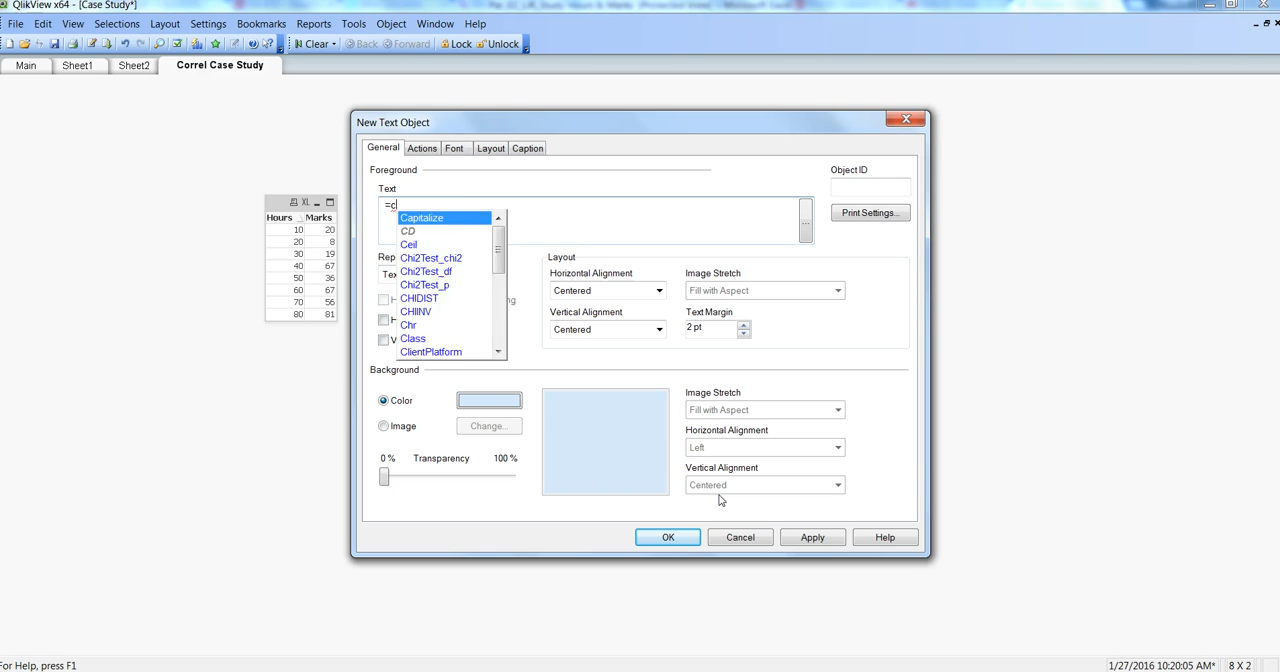 QlikView x64 - [Case Study*]
File Edit View Selections Layout Settings Bookmarks Reports Tools Object Window Help
Clear Back Forward Lock Unlock
Main Sheet1 Sheet2 Correl Case Study
New Text Object
General Actions Font Layout Caption
Foreground
Object ID
Text
=c
Print Settings...
Capitalize
CD
Ceil
Chi2Test_chi2
Chi2Test_df
Chi2Test_p
CHIDIST
CHIINV
Chr
Class
ClientPlatform
XL
Hours Marks
10 20
20 8
30 19
40 67
50 36
60 67
70 56
80 81
Layout
Horizontal Alignment Image Stretch
Centered Fill with Aspect
Vertical Alignment Text Margin
Centered 2 pt
Background
Color
Image Change...
0 % Transparency 100 %
Image Stretch
Fill with Aspect
Horizontal Alignment
Left
Vertical Alignment
Centered
OK Cancel Apply Help
For Help, press F1
1/27/2016 10:20:05 AM* 8 X 2